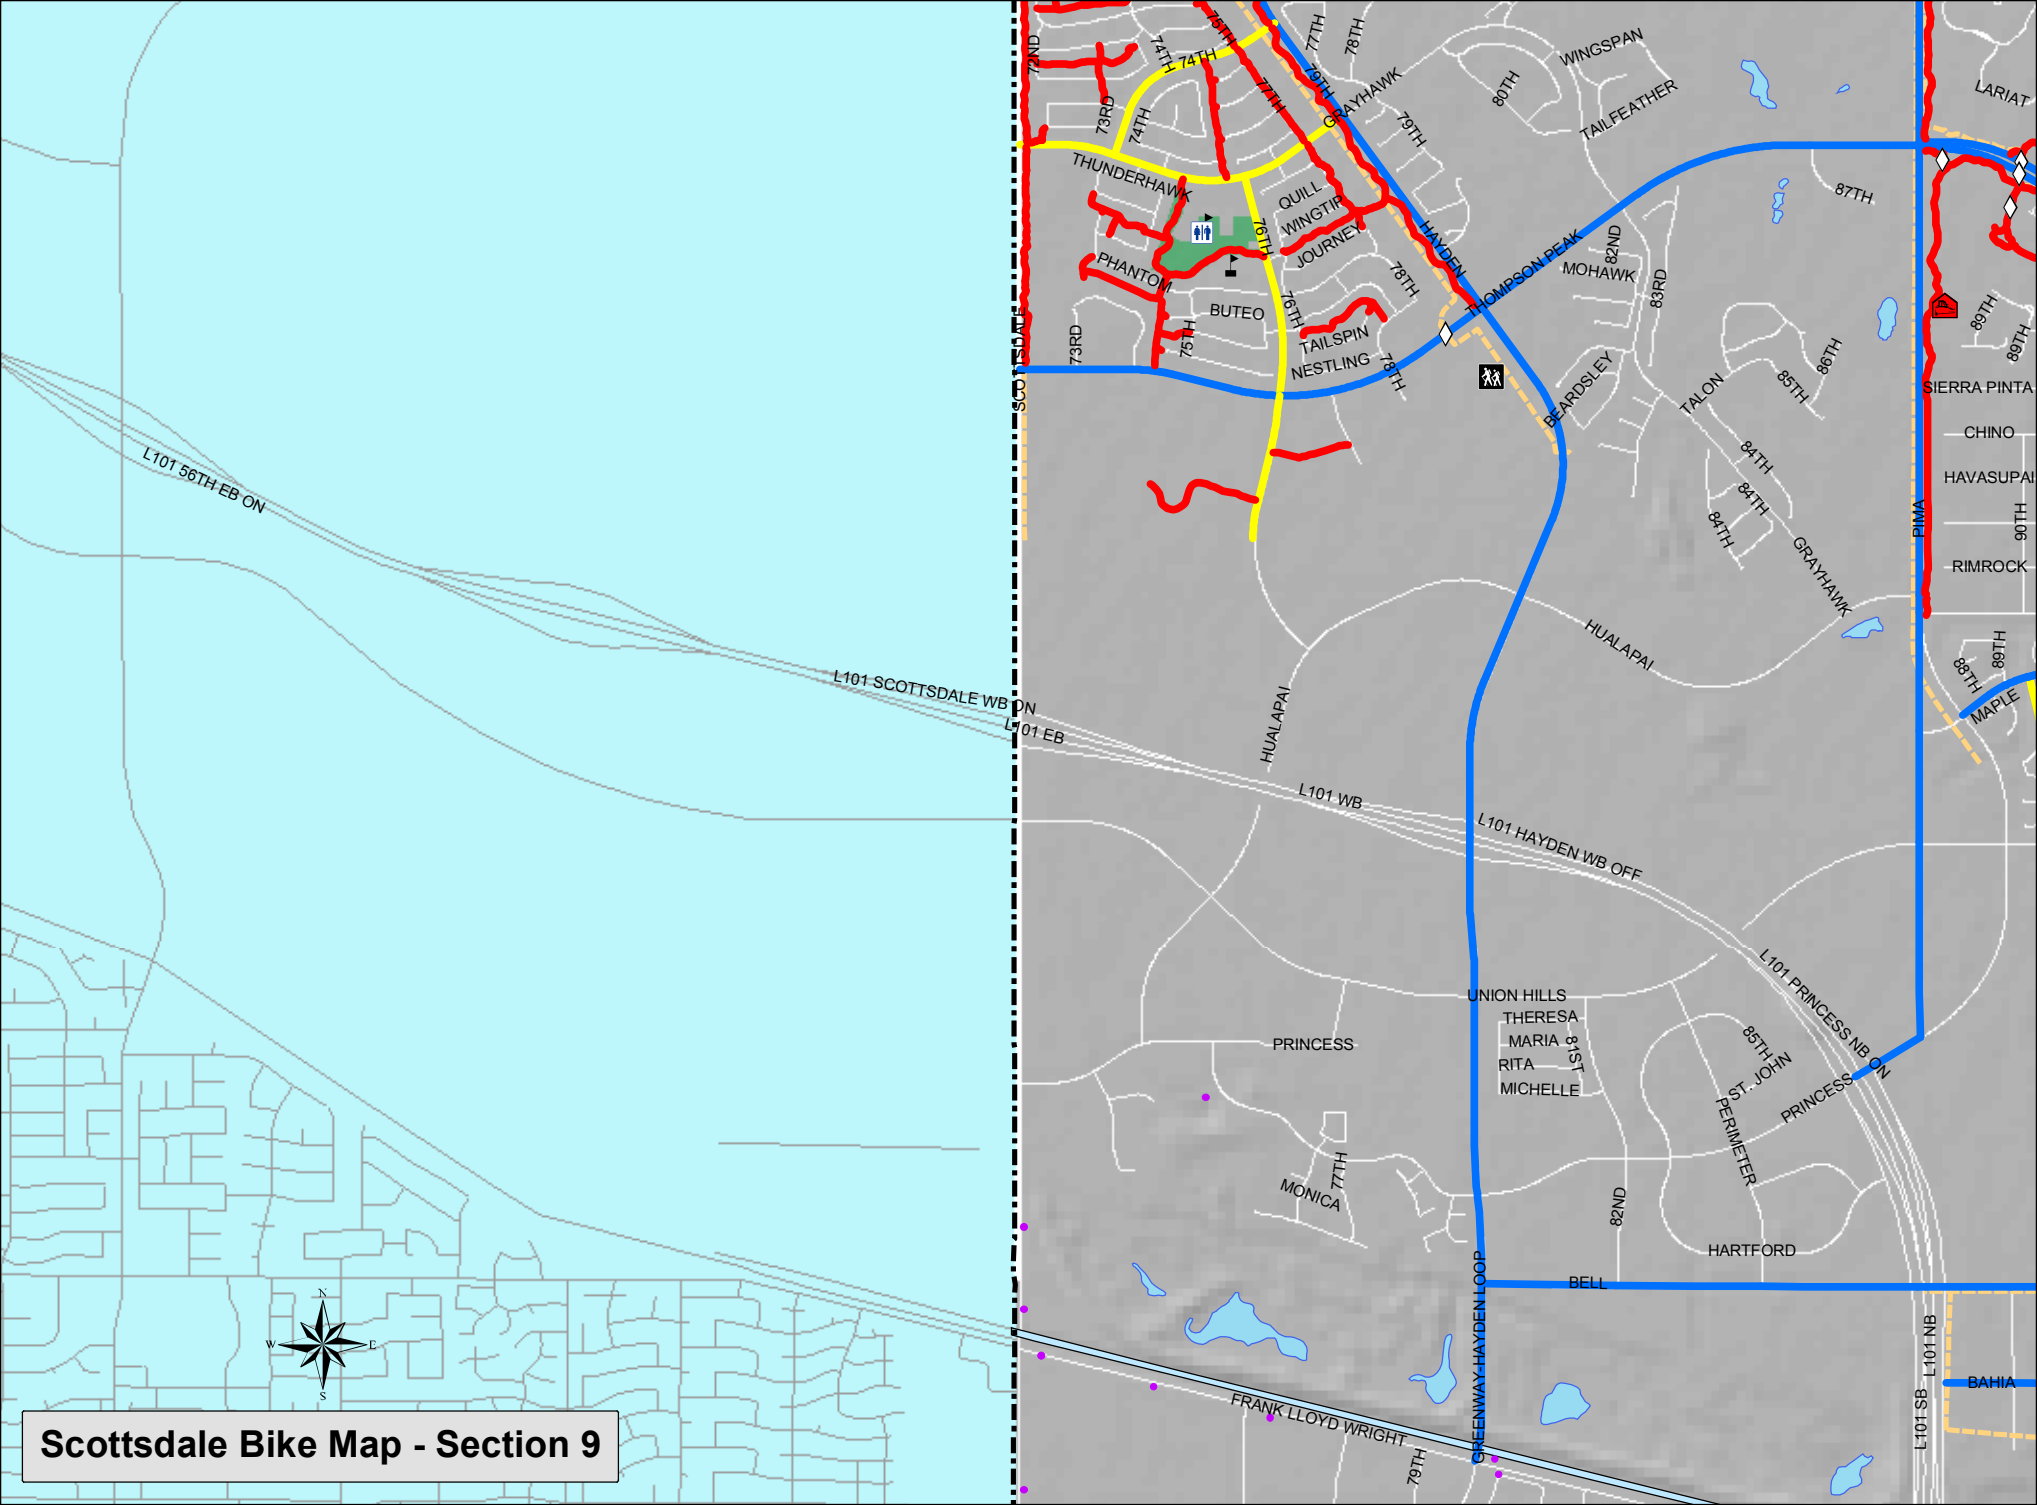 72ND
74TH
74TH
75TH
77TH
78TH
79TH
77TH
GRAYHAWK
WINGSPAN
80TH
TAILFEATHER
LARIAT
73RD
74TH
79TH
THUNDERHAWK
QUILL
WINGTIP
JOURNEY
76TH
87TH
HAYDEN
THOMPSON PEAK
82ND
MOHAWK
83RD
PHANTOM
76TH
78TH
BUTEO
TAILSPIN
NESTLING
78TH
73RD
75TH
SCOTTSDALE
89TH
89TH
86TH
85TH
BEARDSLEY
TALON
SIERRA PINTA
CHINO
HAVASUPAI
84TH
84TH
84TH
PIMA
90TH
RIMROCK
GRAYHAWK
L101 56TH EB ON
HUALAPAI
89TH
88TH
MAPLE
L101 SCOTTSDALE WB ON
L101 EB
HUALAPAI
L101 WB
L101 HAYDEN WB OFF
L101 PRINCESS NB ON
UNION HILLS
THERESA
MARIA
81ST
RITA
MICHELLE
PRINCESS
85TH
ST. JOHN
PRINCESS
PERIMETER
77TH
MONICA
82ND
HARTFORD
BELL
GREENWAY-HAYDEN LOOP
L101 NB
L101 SB
BAHIA
FRANK LLOYD WRIGHT
79TH
N
W
E
S
Scottsdale Bike Map - Section 9